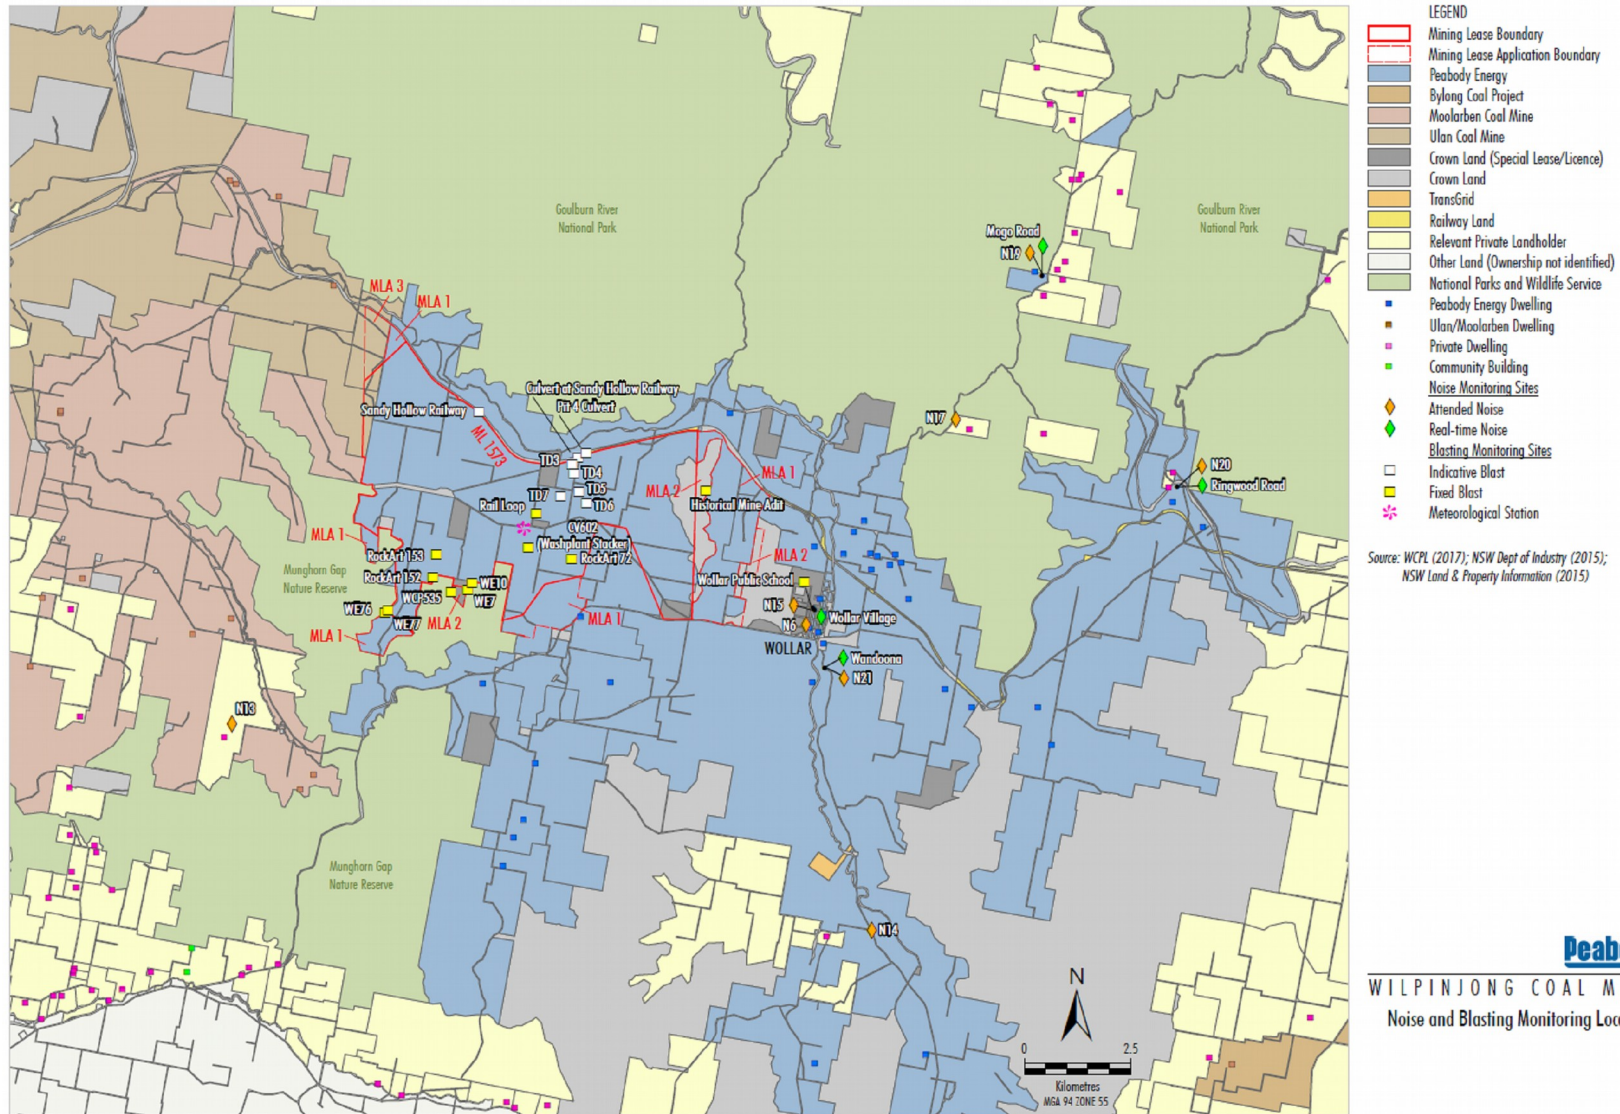 LEGEND
Mining Lease Boundary
Mining Lease Application Boundary
Peabody Energy
Bylong Coal Project
Moolarben Coal Mine
Ulan Coal Mine
Crown Land (Special Lease/Licence)
Crown Land
TransGrid
Railway Land
Relevant Private Landholder
Other Land (Ownership not identified)
National Parks and Wildlife Service
Peabody Energy Dwelling
Ulan/Moolarben Dwelling
Private Dwelling
Community Building
Noise Monitoring Sites
Attended Noise
Real-time Noise
Blasting Monitoring Sites
Indicative Blast
Fixed Blast
Meteorological Station
Source: WCPL (2017); NSW Dept of Industry (2015);
NSW Land & Property Information (2015)
Peab
WILPINJONG COAL M
Noise and Blasting Monitoring Loc
Goulburn River
National Park
Goulburn River
National Park
Mogo Road
N19
MLA 3
MLA 1
Culvert at Sandy Hollow Railway
Pit 4 Culvert
Sandy Hollow Railway
ML 1573
N17
TD3
TD4
TD5
TD7
TD6
MLA 2
MLA 1
N20
Ringwood Road
Rail Loop
Historical Mine Adit
CV602
(Washplant Stacker)
MLA 1
RockArt 153
RockArt 72
MLA 2
Munghorn Gap
Nature Reserve
RockArt 152
WE10
WCP535
WE7
Wollar Public School
WE76
WE77
N15
N6
Wollar Village
MLA 1
MLA 2
MLA 1
WOLLAR
Wandoona
N21
N13
Munghorn Gap
Nature Reserve
N14
N
0
2.5
Kilometres
MGA 94 ZONE 55